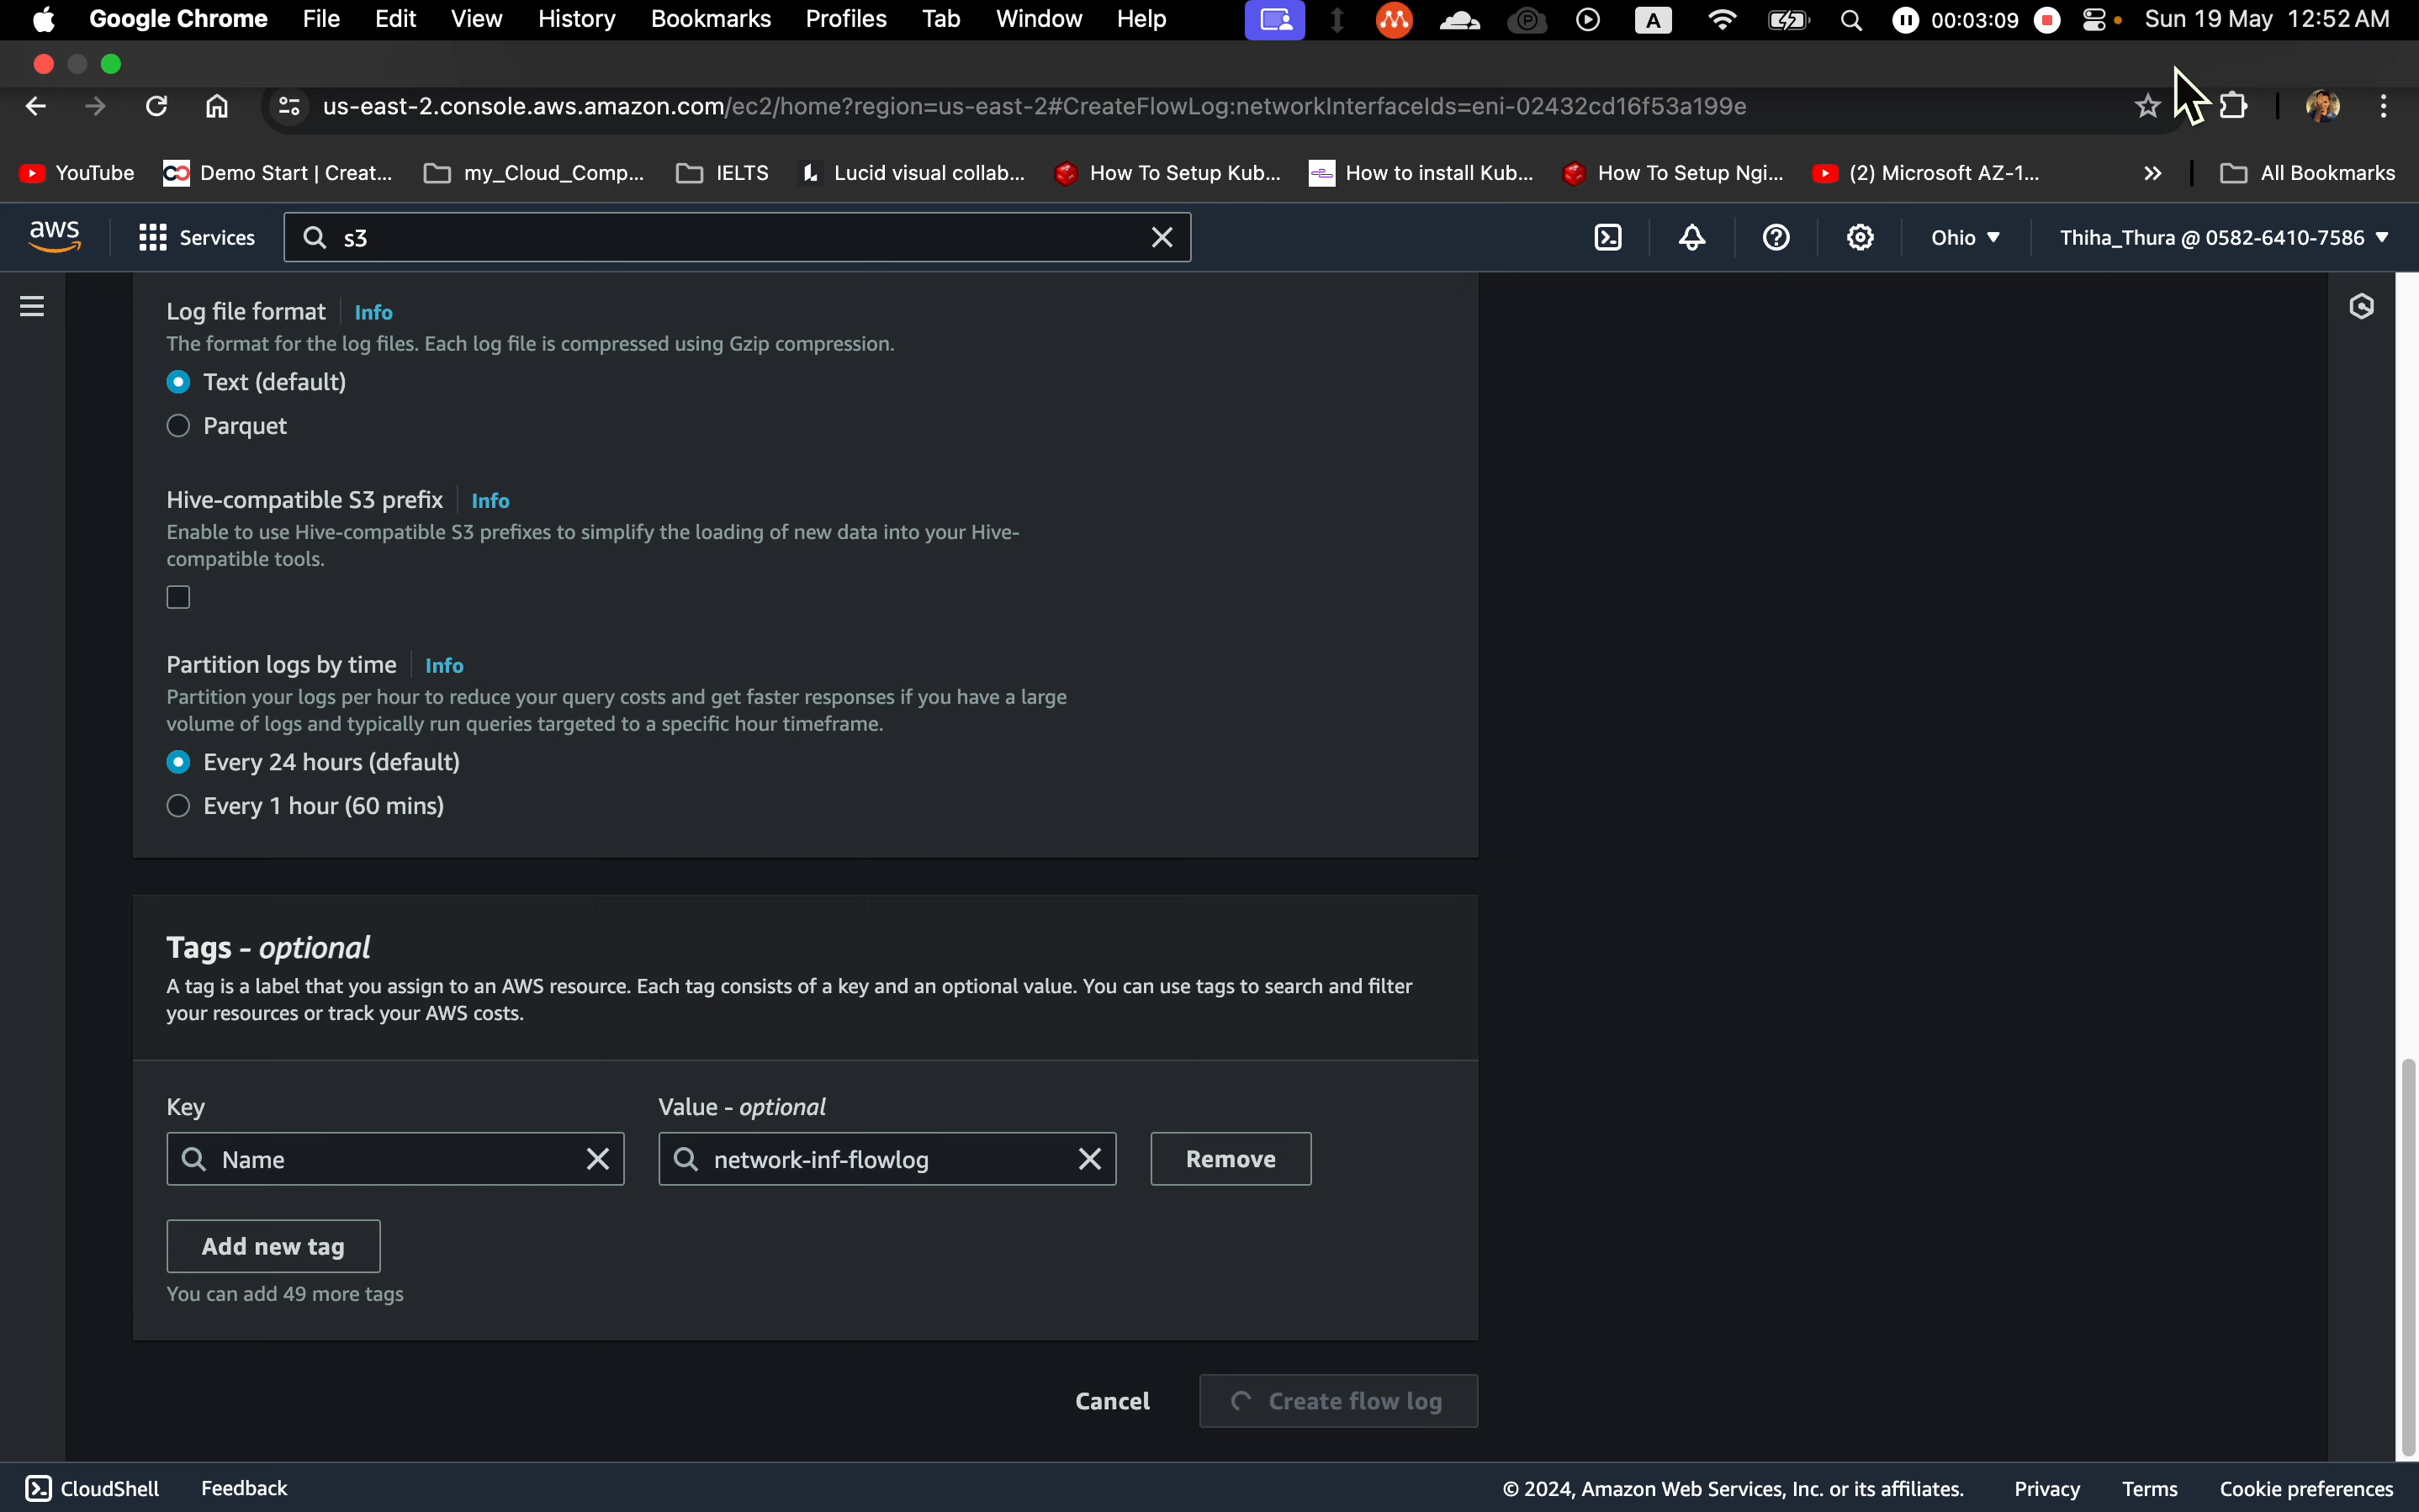 Google Chrome File Edit View History Bookmarks Profiles Tab Window Help A 00:03:09 Sun 19 May 12:52 AM
us-east-2.console.aws.amazon.com/ec2/home?region=us-east-2#CreateFlowLog:networkInterfaceIds=eni-02432cd16f53a199e
YouTube Demo Start | Creat... my_Cloud_Comp... IELTS Lucid visual collab... How To Setup Kub... How to install Kub... How To Setup Ngi... (2) Microsoft AZ-1... » All Bookmarks
aws Services s3 Ohio Thiha_Thura @ 0582-6410-7586
Log file format Info
The format for the log files. Each log file is compressed using Gzip compression.
Text (default)
Parquet
Hive-compatible S3 prefix Info
Enable to use Hive-compatible S3 prefixes to simplify the loading of new data into your Hive-
compatible tools.
Partition logs by time Info
Partition your logs per hour to reduce your query costs and get faster responses if you have a large
volume of logs and typically run queries targeted to a specific hour timeframe.
Every 24 hours (default)
Every 1 hour (60 mins)
Tags - optional
A tag is a label that you assign to an AWS resource. Each tag consists of a key and an optional value. You can use tags to search and filter
your resources or track your AWS costs.
Key Value - optional
Name network-inf-flowlog Remove
Add new tag
You can add 49 more tags
Cancel Create flow log
CloudShell Feedback © 2024, Amazon Web Services, Inc. or its affiliates. Privacy Terms Cookie preferences